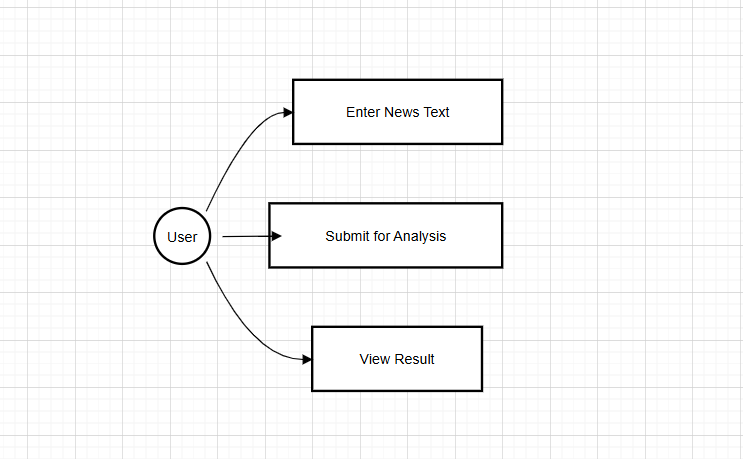 Enter News Text
User
Submit for Analysis
View Result